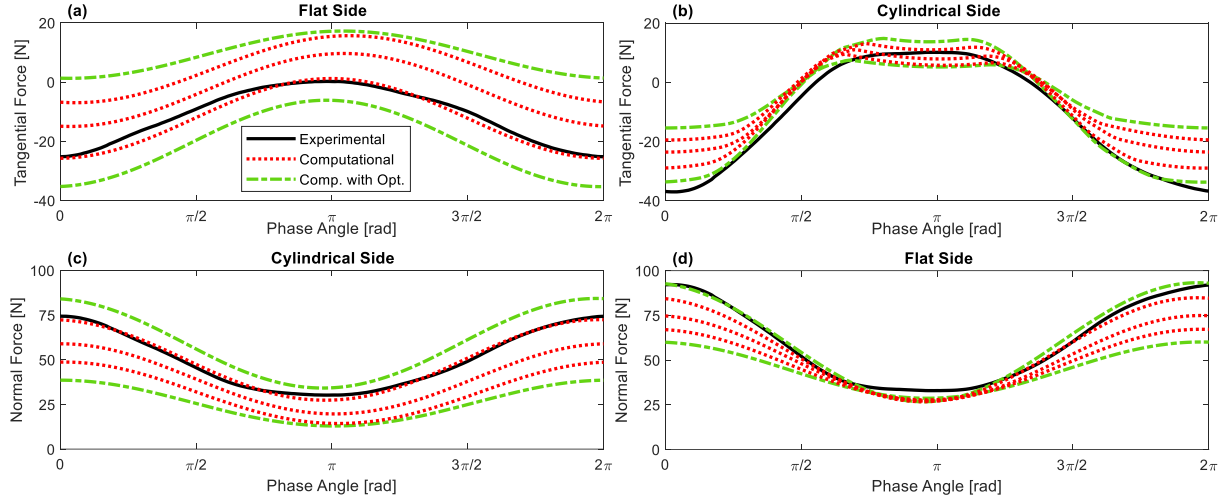 (a) Flat Side
Tangential Force [N]
20
0
-20
-40
0 π/2 π 3π/2 2π
Phase Angle [rad]
Experimental
Computational
Comp. with Opt.
(b) Cylindrical Side
Tangential Force [N]
20
0
-20
-40
0 π/2 π 3π/2 2π
Phase Angle [rad]
(c) Cylindrical Side
Normal Force [N]
100
75
50
25
0
0 π/2 π 3π/2 2π
Phase Angle [rad]
(d) Flat Side
Normal Force [N]
100
75
50
25
0
0 π/2 π 3π/2 2π
Phase Angle [rad]